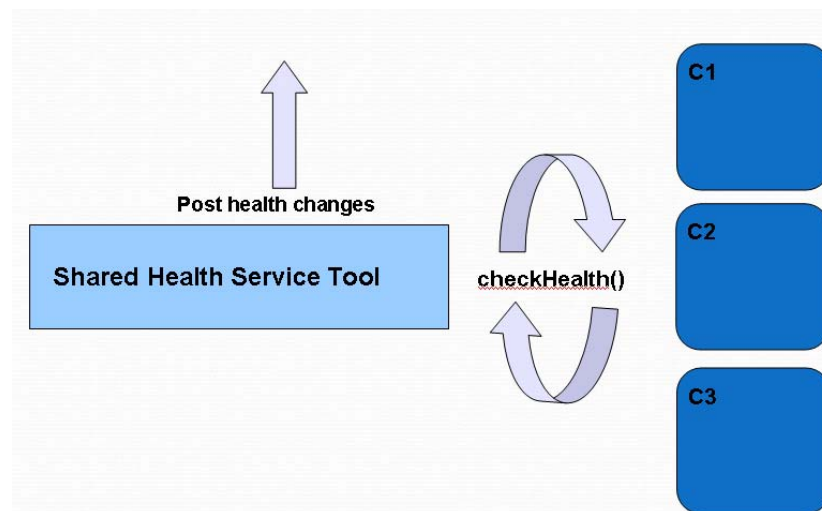 C1
Post health changes
C2
Shared Health Service Tool
checkHealth()
C3